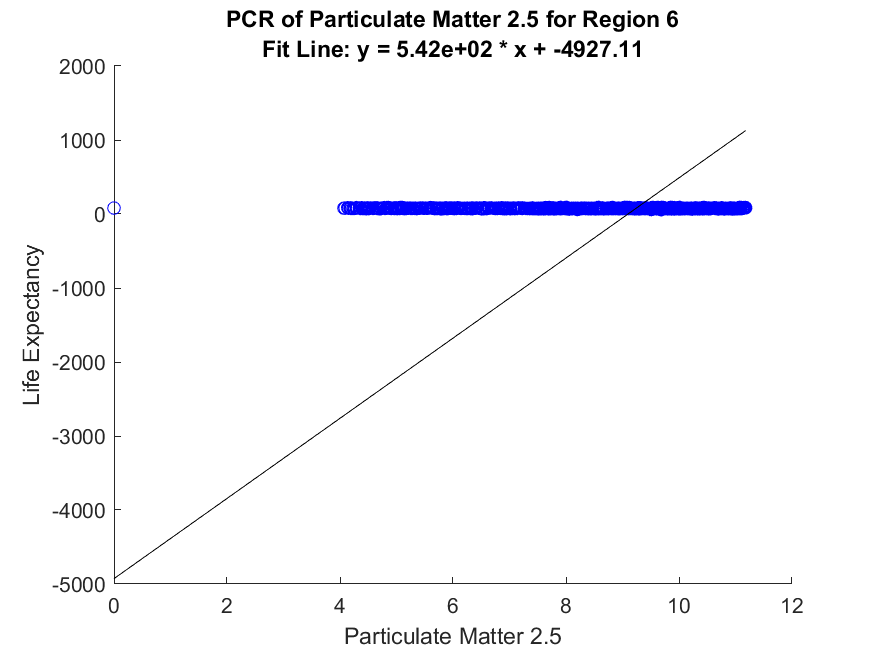 PCR of Particulate Matter 2.5 for Region 6
Fit Line: y = 5.42e+02 * x + -4927.11
2000
1000
0
-1000
-2000
-3000
-4000
-5000
Life Expectancy
0 2 4 6 8 10 12
Particulate Matter 2.5